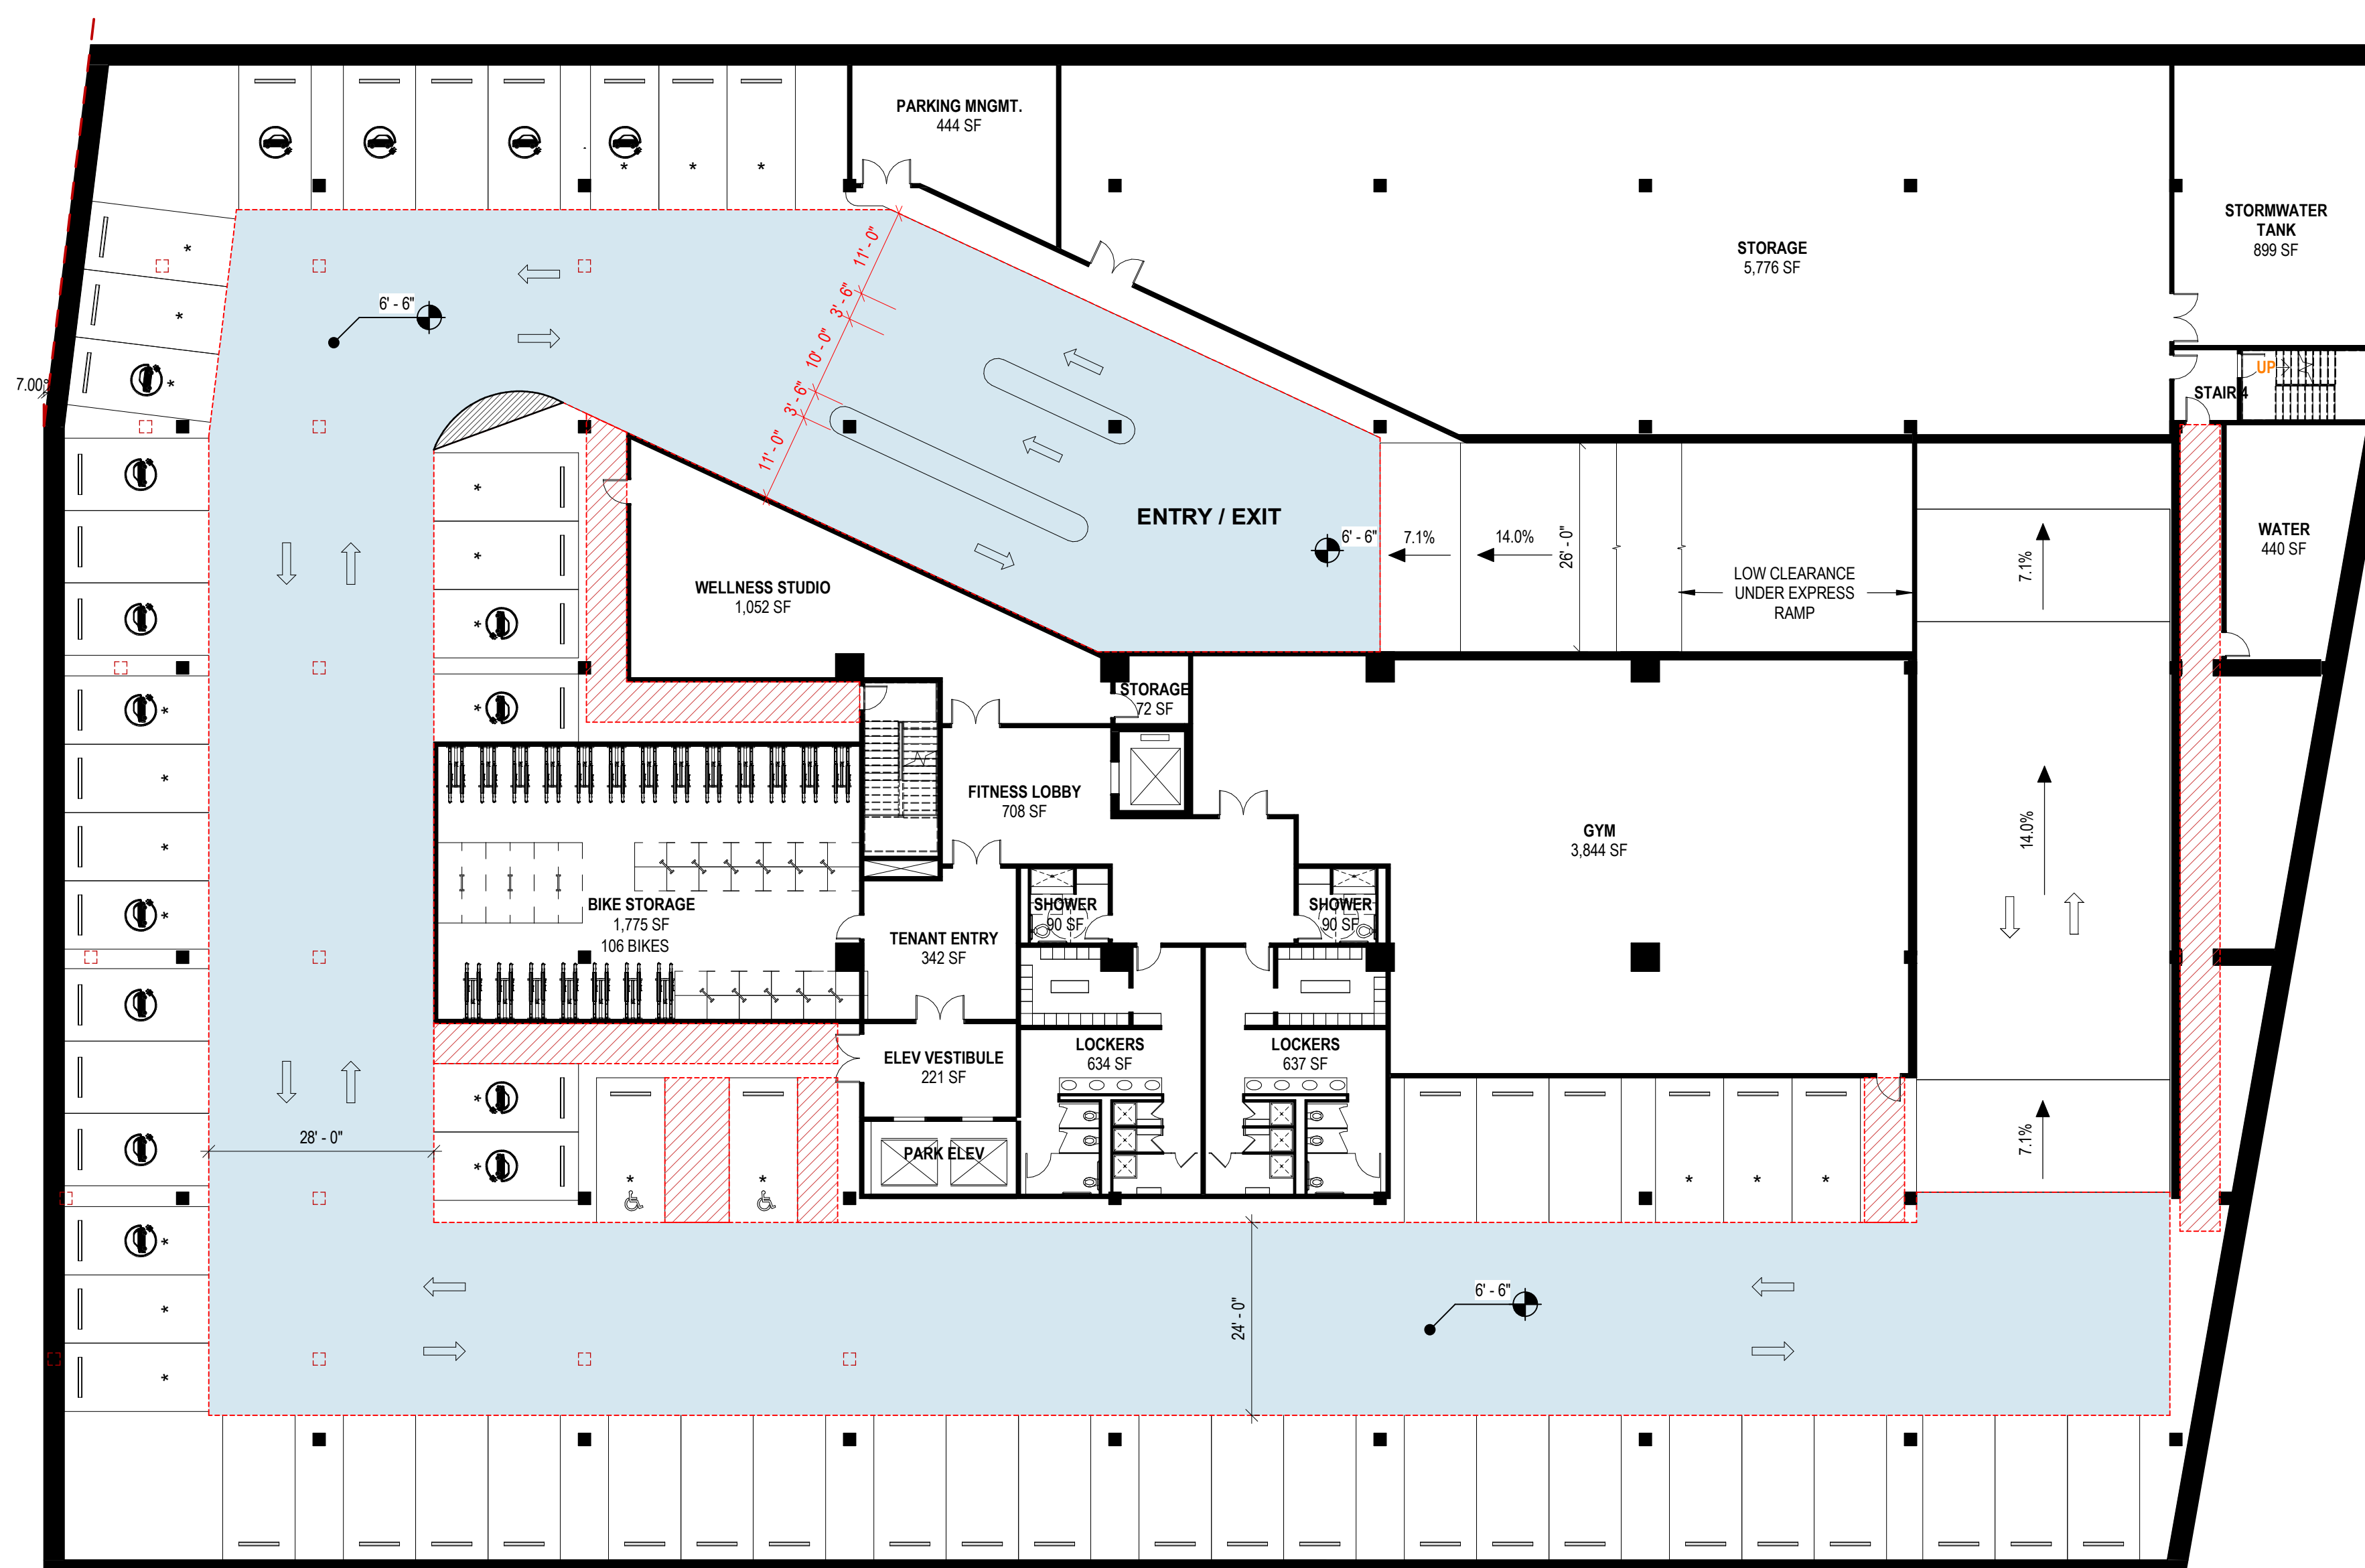 PARKING MNGMT.
444 SF
STORAGE
5,776 SF
STORMWATER
TANK
899 SF
11' - 0"
3' - 6"
10' - 0"
3' - 6"
11' - 0"
6' - 6"
7.00°
UP
STAIR 4
ENTRY / EXIT
6' - 6"
7.1%
14.0%
26' - 0"
LOW CLEARANCE
UNDER EXPRESS
RAMP
7.1%
WATER
440 SF
WELLNESS STUDIO
1,052 SF
STORAGE
72 SF
FITNESS LOBBY
708 SF
GYM
3,844 SF
14.0%
BIKE STORAGE
1,775 SF
106 BIKES
SHOWER
90 SF
SHOWER
90 SF
TENANT ENTRY
342 SF
ELEV VESTIBULE
221 SF
LOCKERS
634 SF
LOCKERS
637 SF
PARK ELEV
28' - 0"
7.1%
24' - 0"
6' - 6"